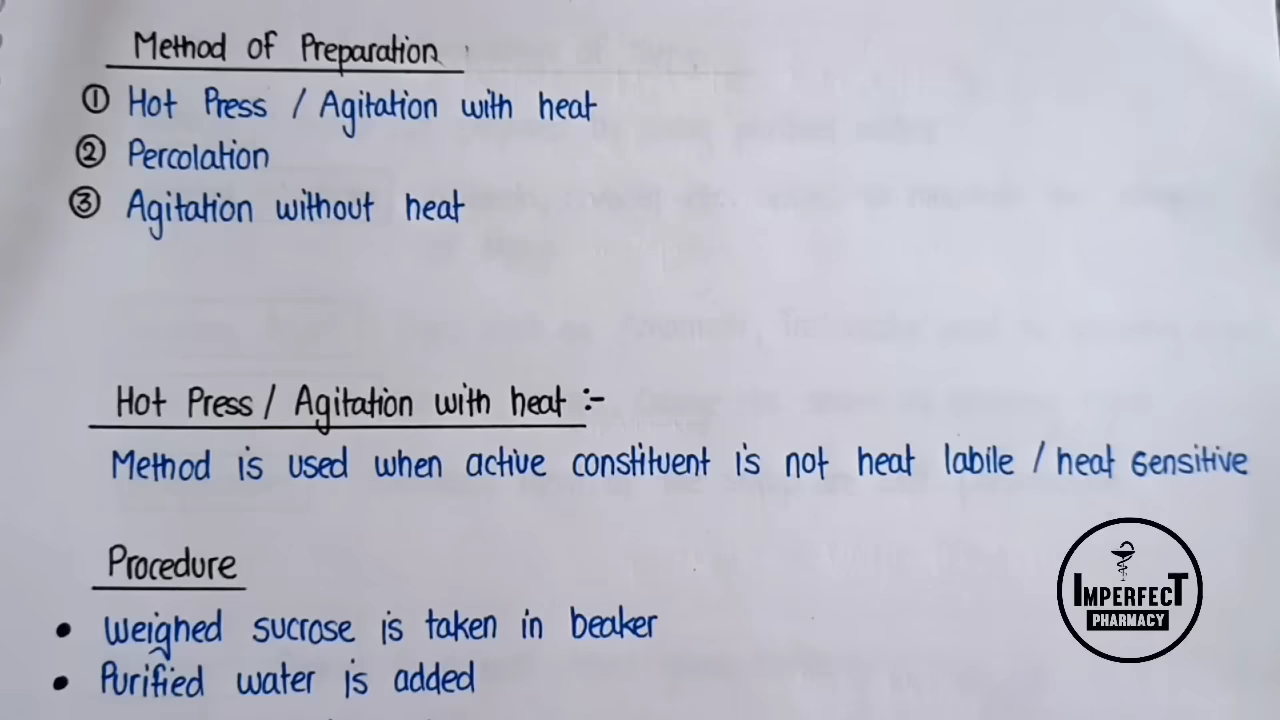 Method of Preparation
① Hot Press / Agitation with heat
② Percolation
③ Agitation without heat
Hot Press / Agitation with heat :-
Method is used when active constituent is not heat labile / heat sensitive
Procedure
• Weighed sucrose is taken in beaker
• Purified water is added
IMPERFECT
PHARMACY